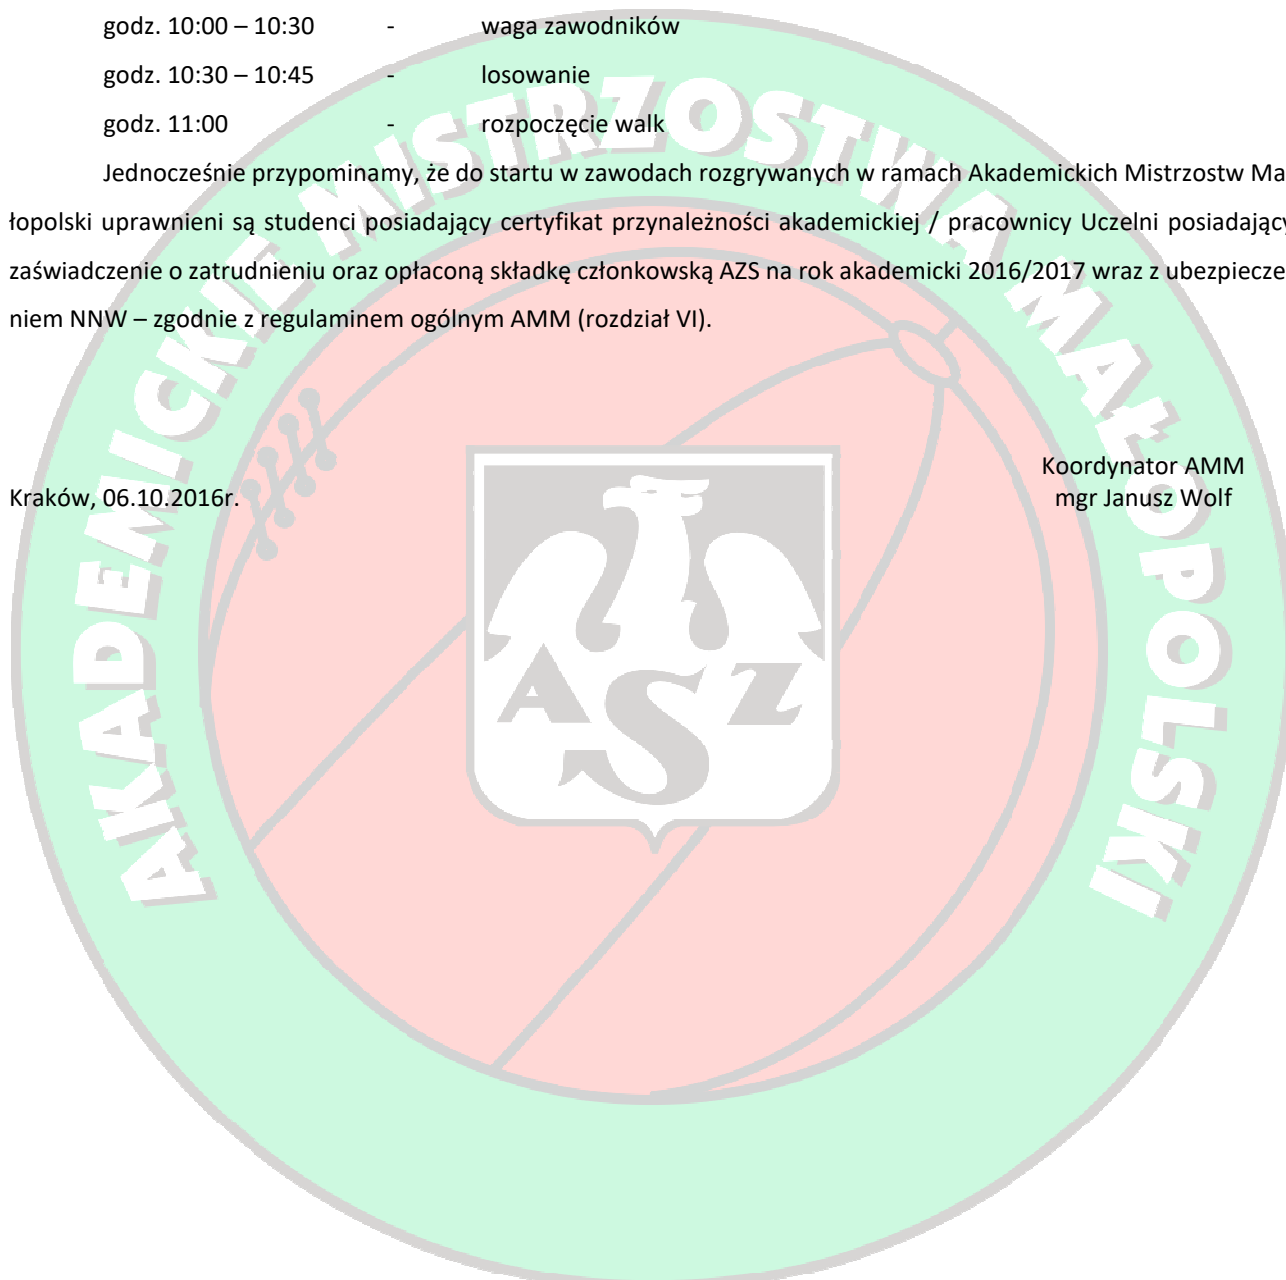 godz. 10:00 – 10:30 - waga zawodników
godz. 10:30 – 10:45 - losowanie
godz. 11:00 - rozpoczęcie walk
Jednocześnie przypominamy, że do startu w zawodach rozgrywanych w ramach Akademickich Mistrzostw Ma-
łopolski uprawnieni są studenci posiadający certyfikat przynależności akademickiej / pracownicy Uczelni posiadający
zaświadczenie o zatrudnieniu oraz opłaconą składkę członkowską AZS na rok akademicki 2016/2017 wraz z ubezpiecze
niem NNW – zgodnie z regulaminem ogólnym AMM (rozdział VI).
Koordynator AMM
Kraków, 06.10.2016r.
mgr Janusz Wolf
AKADEMICKIE MISTRZOSTWA MAŁOPOLSKI
ASZ